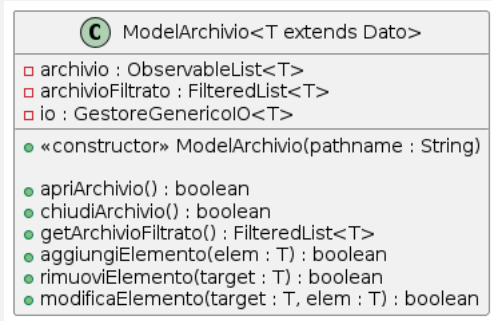 C ModelArchivio<T extends Dato>
archivio : ObservableList<T>
archivioFiltrato : FilteredList<T>
io : GestoreGenericoIO<T>
«constructor» ModelArchivio(pathname : String)
apriArchivio() : boolean
chiudiArchivio() : boolean
getArchivioFiltrato() : FilteredList<T>
aggiungiElemento(elem : T) : boolean
rimuoviElemento(target : T) : boolean
modificaElemento(target : T, elem : T) : boolean